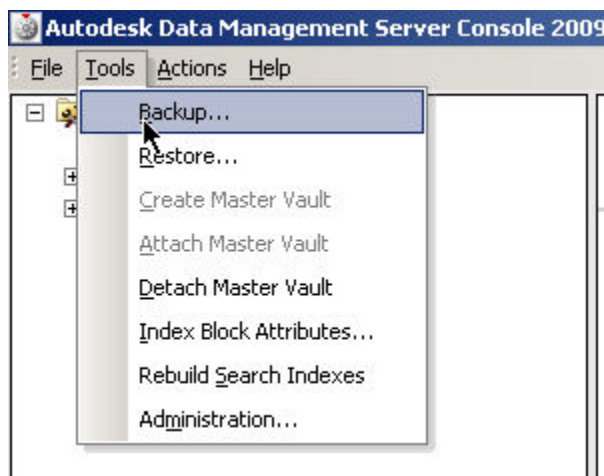 Autodesk Data Management Server Console 2009
File Tools Actions Help
Backup...
Restore...
Create Master Vault
Attach Master Vault
Detach Master Vault
Index Block Attributes...
Rebuild Search Indexes
Administration...